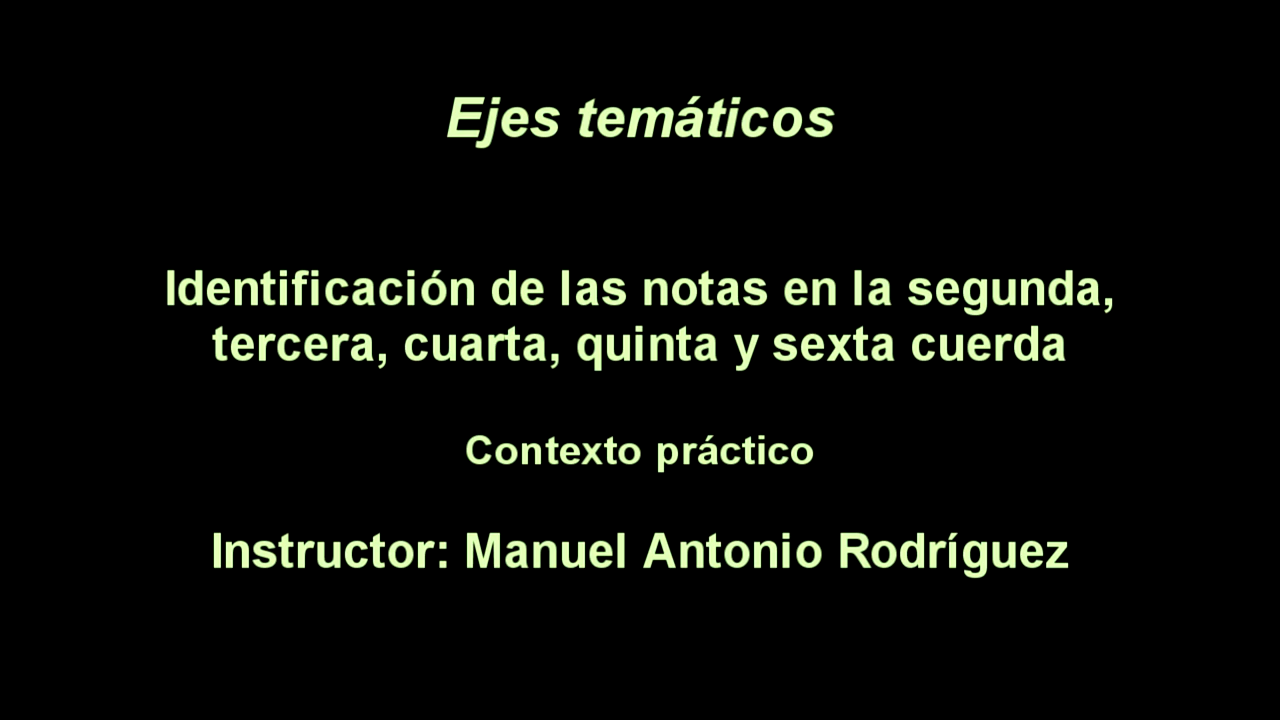 Ejes temáticos
Identificación de las notas en la segunda,
tercera, cuarta, quinta y sexta cuerda
Contexto práctico
Instructor: Manuel Antonio Rodríguez